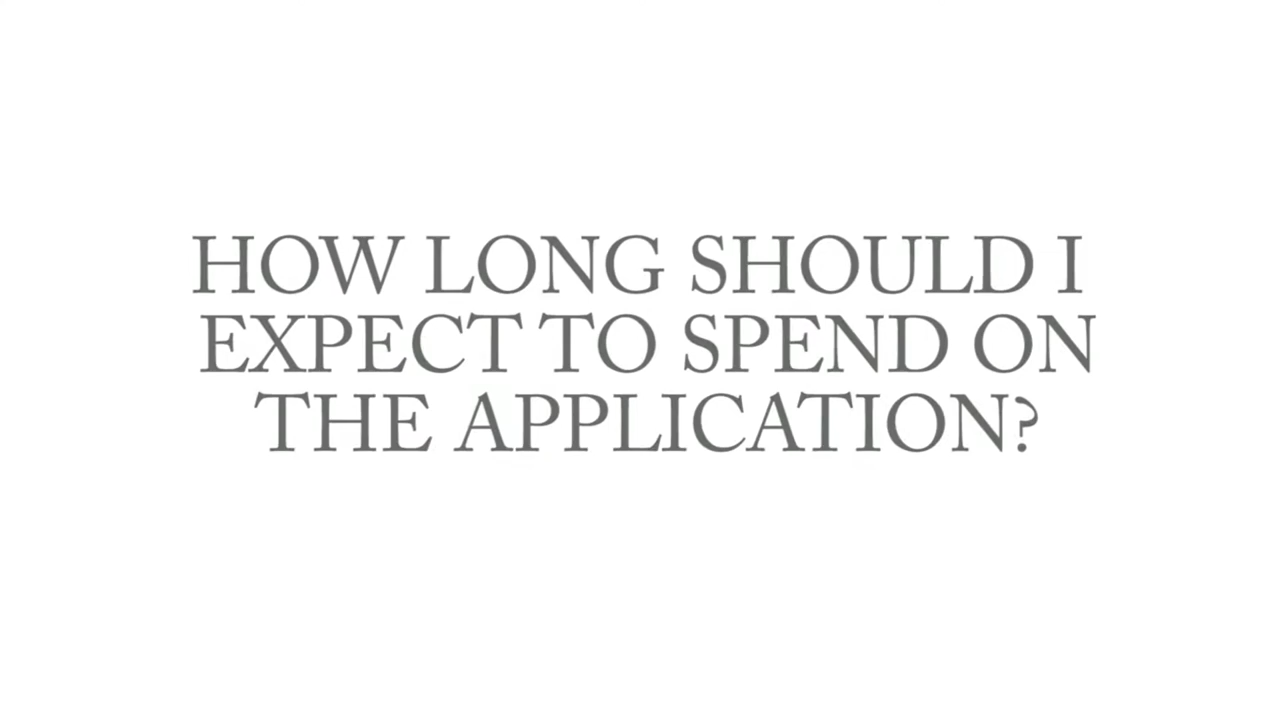 HOW LONG SHOULD I
EXPECT TO SPEND ON
THE APPLICATION?